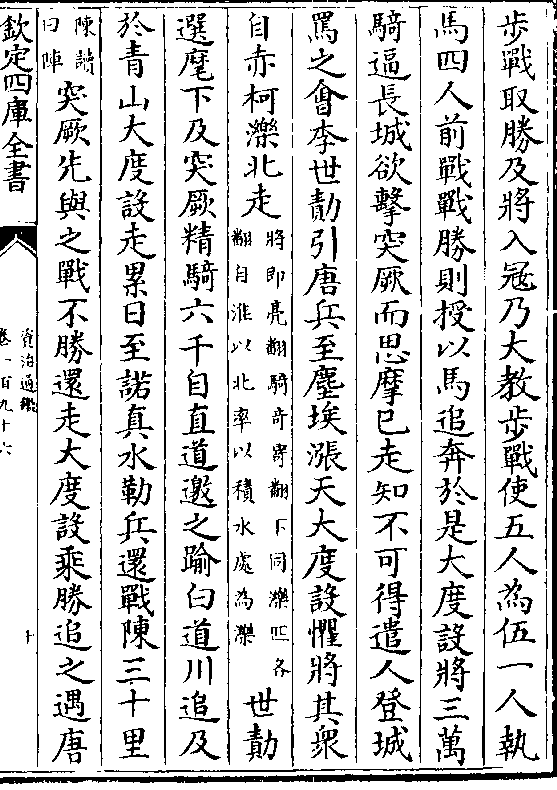 歩戰取勝及將入冦乃大教歩戰使五人為伍一人執
馬四人前戰戰勝則授以馬追奔於是大度設將三萬
騎逼長城欲擊突厥而思摩已走知不可得遣人登城
罵之㑹李世勣引唐兵至塵埃漲天大度設懼將其衆
自赤柯濼北走
將即亮翻騎奇寄翻下同濼匹各
翻自淮以北率以積水處為濼
世勣
選麾下及突厥精騎六千自直道邀之踰白道川追及
於青山大度設走累日至諾真水勒兵還戰陳三十里
陳讀
曰陣
突厥先與之戰不勝還走大度設乘勝追之遇唐
欽定四庫全書
資治通鑑
卷一百九十六
十